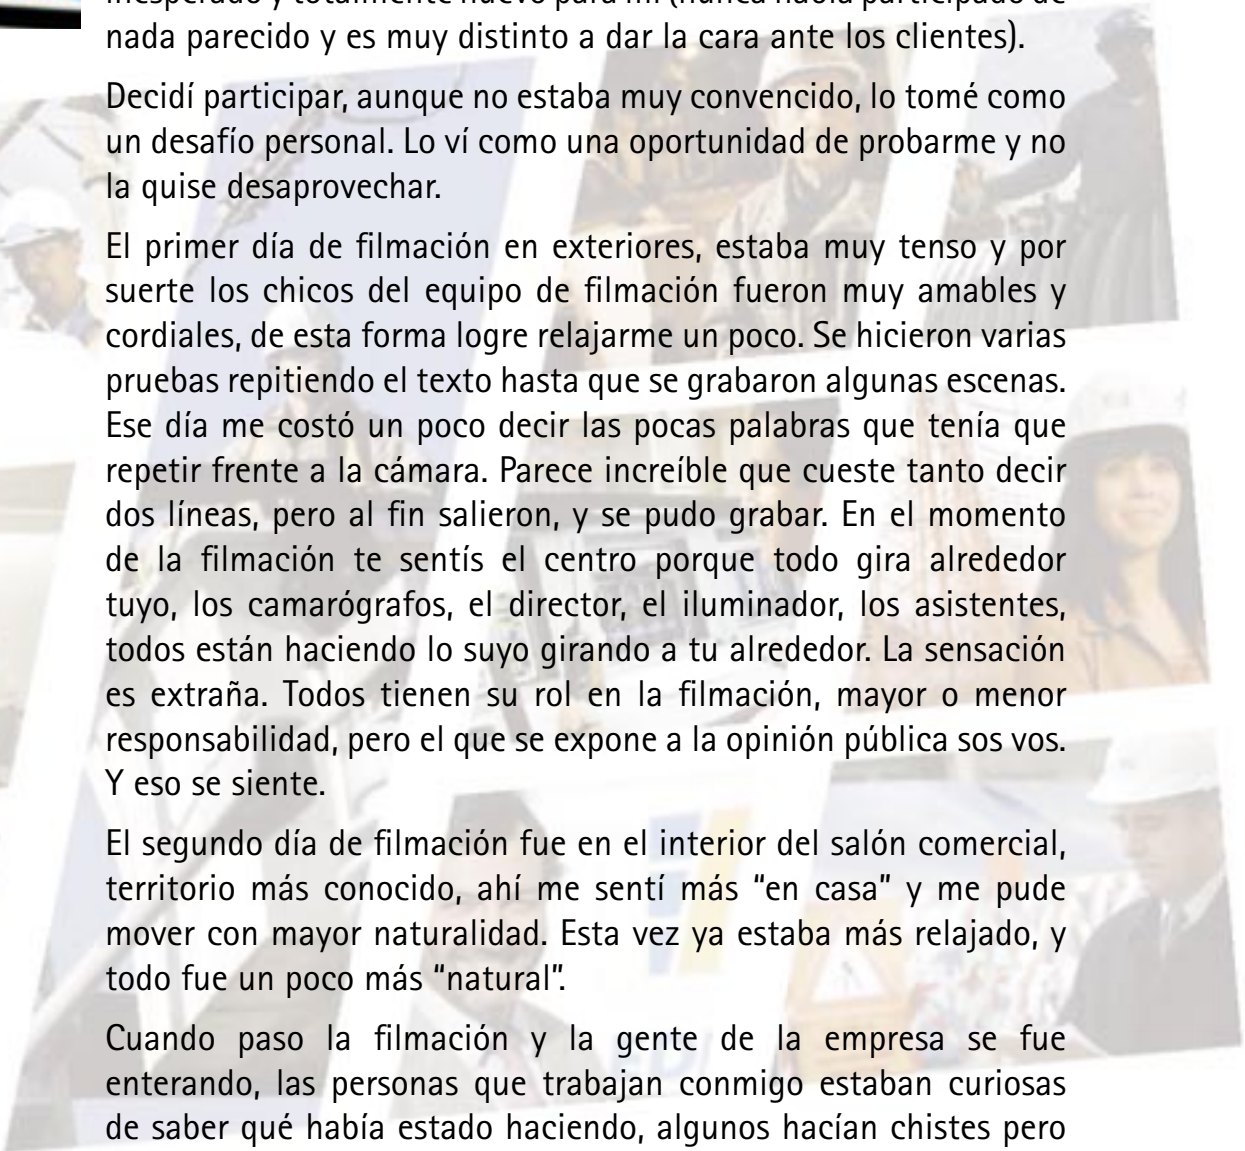 inesperado y totalmente nuevo para mí (nunca había participado de
nada parecido y es muy distinto a dar la cara ante los clientes).
Decidí participar, aunque no estaba muy convencido, lo tomé como
un desafío personal. Lo ví como una oportunidad de probarme y no
la quise desaprovechar.
El primer día de filmación en exteriores, estaba muy tenso y por
suerte los chicos del equipo de filmación fueron muy amables y
cordiales, de esta forma logre relajarme un poco. Se hicieron varias
pruebas repitiendo el texto hasta que se grabaron algunas escenas.
Ese día me costó un poco decir las pocas palabras que tenía que
repetir frente a la cámara. Parece increíble que cueste tanto decir
dos líneas, pero al fin salieron, y se pudo grabar. En el momento
de la filmación te sentís el centro porque todo gira alrededor
tuyo, los camarógrafos, el director, el iluminador, los asistentes,
todos están haciendo lo suyo girando a tu alrededor. La sensación
es extraña. Todos tienen su rol en la filmación, mayor o menor
responsabilidad, pero el que se expone a la opinión pública sos vos.
Y eso se siente.
El segundo día de filmación fue en el interior del salón comercial,
territorio más conocido, ahí me sentí más “en casa” y me pude
mover con mayor naturalidad. Esta vez ya estaba más relajado, y
todo fue un poco más “natural”.
Cuando paso la filmación y la gente de la empresa se fue
enterando, las personas que trabajan conmigo estaban curiosas
de saber qué había estado haciendo, algunos hacían chistes pero